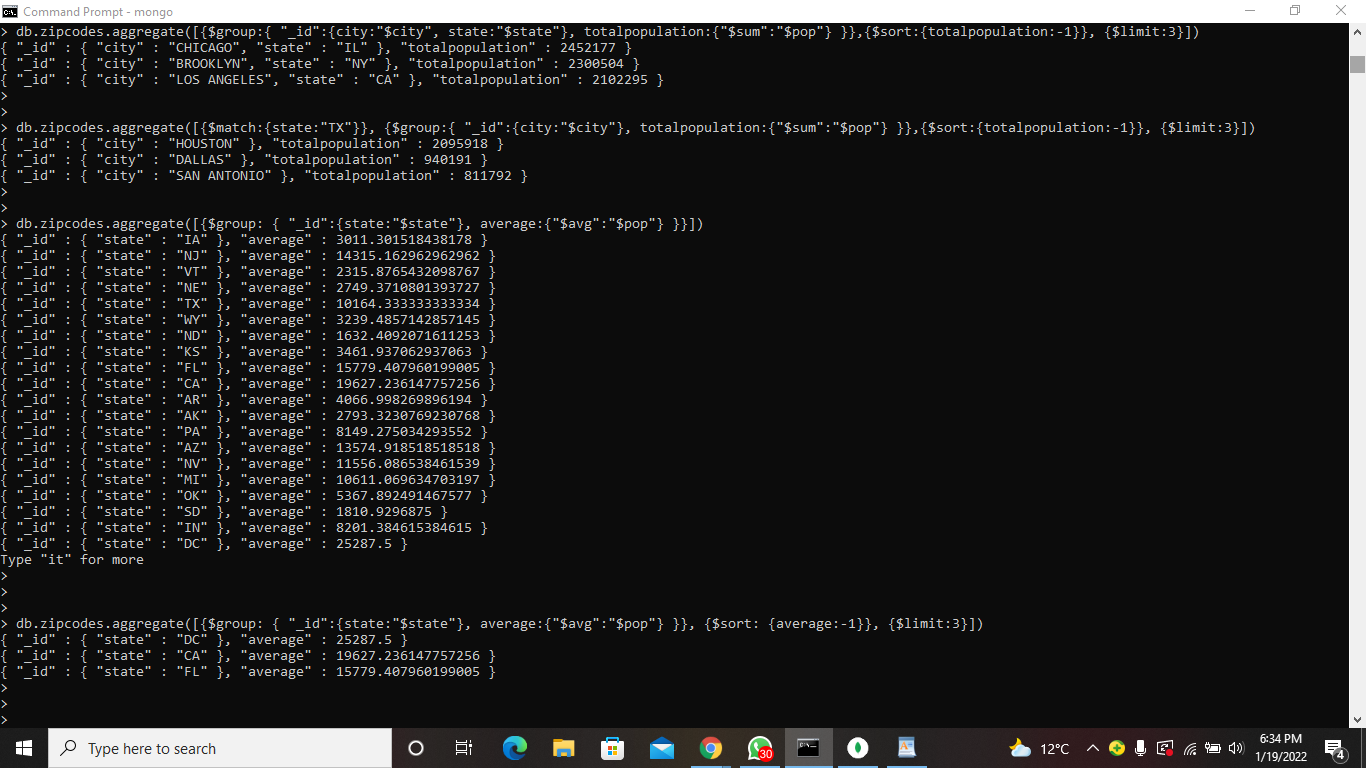 Command Prompt - mongo
> db.zipcodes.aggregate([{$group:{ "_id":{city:"$city", state:"$state"}, totalpopulation:{"$sum":"$pop"} }},{$sort:{totalpopulation:-1}}, {$limit:3}])
{ "_id" : { "city" : "CHICAGO", "state" : "IL" }, "totalpopulation" : 2452177 }
{ "_id" : { "city" : "BROOKLYN", "state" : "NY" }, "totalpopulation" : 2300504 }
{ "_id" : { "city" : "LOS ANGELES", "state" : "CA" }, "totalpopulation" : 2102295 }
>
>
> db.zipcodes.aggregate([{$match:{state:"TX"}}, {$group:{ "_id":{city:"$city"}, totalpopulation:{"$sum":"$pop"} }},{$sort:{totalpopulation:-1}}, {$limit:3}])
{ "_id" : { "city" : "HOUSTON" }, "totalpopulation" : 2095918 }
{ "_id" : { "city" : "DALLAS" }, "totalpopulation" : 940191 }
{ "_id" : { "city" : "SAN ANTONIO" }, "totalpopulation" : 811792 }
>
>
> db.zipcodes.aggregate([{$group: { "_id":{state:"$state"}, average:{"$avg":"$pop"} }}])
{ "_id" : { "state" : "IA" }, "average" : 3011.301518438178 }
{ "_id" : { "state" : "NJ" }, "average" : 14315.162962962962 }
{ "_id" : { "state" : "VT" }, "average" : 2315.8765432098767 }
{ "_id" : { "state" : "NE" }, "average" : 2749.3710801393727 }
{ "_id" : { "state" : "TX" }, "average" : 10164.333333333334 }
{ "_id" : { "state" : "WY" }, "average" : 3239.4857142857145 }
{ "_id" : { "state" : "ND" }, "average" : 1632.4092071611253 }
{ "_id" : { "state" : "KS" }, "average" : 3461.937062937063 }
{ "_id" : { "state" : "FL" }, "average" : 15779.407960199005 }
{ "_id" : { "state" : "CA" }, "average" : 19627.236147757256 }
{ "_id" : { "state" : "AR" }, "average" : 4066.998269896194 }
{ "_id" : { "state" : "AK" }, "average" : 2793.3230769230768 }
{ "_id" : { "state" : "PA" }, "average" : 8149.275034293552 }
{ "_id" : { "state" : "AZ" }, "average" : 13574.918518518518 }
{ "_id" : { "state" : "NV" }, "average" : 11556.086538461539 }
{ "_id" : { "state" : "MI" }, "average" : 10611.069634703197 }
{ "_id" : { "state" : "OK" }, "average" : 5367.892491467577 }
{ "_id" : { "state" : "SD" }, "average" : 1810.9296875 }
{ "_id" : { "state" : "IN" }, "average" : 8201.384615384615 }
{ "_id" : { "state" : "DC" }, "average" : 25287.5 }
Type "it" for more
>
>
>
> db.zipcodes.aggregate([{$group: { "_id":{state:"$state"}, average:{"$avg":"$pop"} }}, {$sort: {average:-1}}, {$limit:3}])
{ "_id" : { "state" : "DC" }, "average" : 25287.5 }
{ "_id" : { "state" : "CA" }, "average" : 19627.236147757256 }
{ "_id" : { "state" : "FL" }, "average" : 15779.407960199005 }
>
>
>
Type here to search
30
12°C
6:34 PM
1/19/2022
4